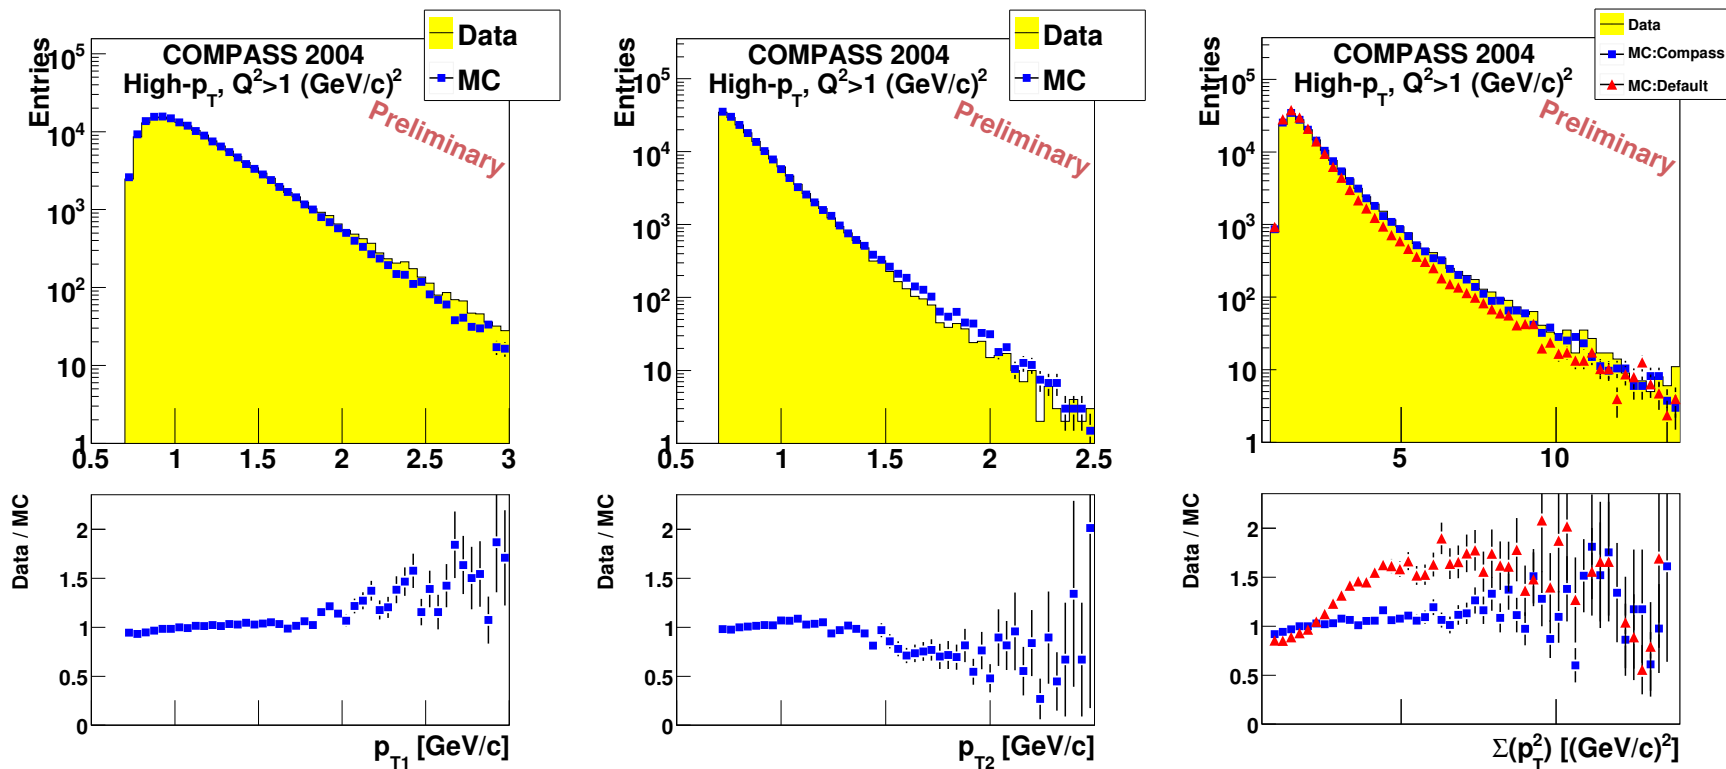 COMPASS 2004
High-p_T, Q^2>1 (GeV/c)^2
Data
MC
Preliminary
Entries
10^5
10^4
10^3
10^2
10
1
0.5 1 1.5 2 2.5 3
Data / MC
2
1.5
1
0.5
0
p_T1 [GeV/c]
COMPASS 2004
High-p_T, Q^2>1 (GeV/c)^2
Data
MC
Preliminary
Entries
10^5
10^4
10^3
10^2
10
1
0.5 1 1.5 2 2.5
Data / MC
2
1.5
1
0.5
0
p_T2 [GeV/c]
COMPASS 2004
High-p_T, Q^2>1 (GeV/c)^2
Data
MC:Compass
MC:Default
Preliminary
Entries
10^5
10^4
10^3
10^2
10
1
5 10
Data / MC
2
1.5
1
0.5
0
Σ(p_T^2) [(GeV/c)^2]